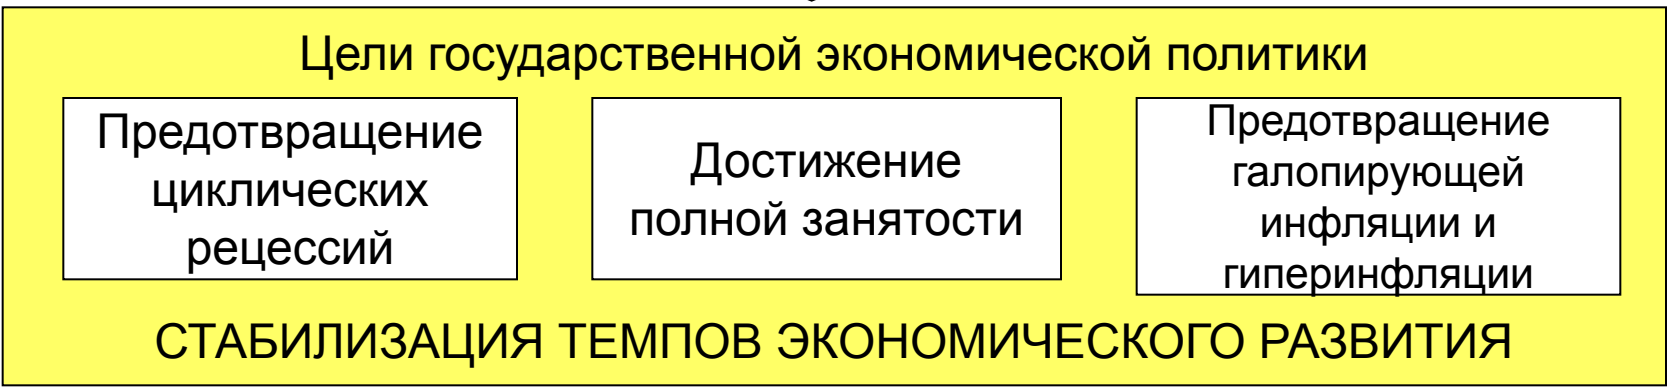 Цели государственной экономической политики
Предотвращение
циклических
рецессий
Достижение
полной занятости
Предотвращение
галопирующей
инфляции и
гиперинфляции
СТАБИЛИЗАЦИЯ ТЕМПОВ ЭКОНОМИЧЕСКОГО РАЗВИТИЯ